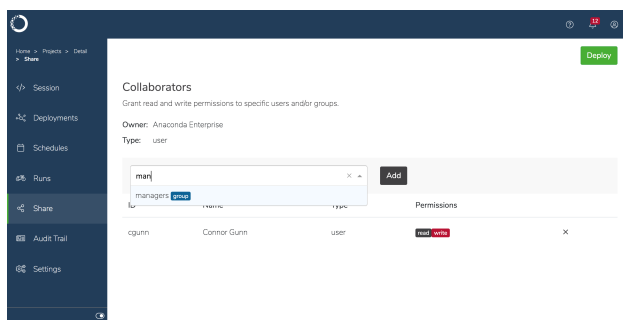 12
Home > Projects > Detail
> Share
Deploy
Session
Deployments
Schedules
Runs
Share
Audit Trail
Settings
Collaborators
Grant read and write permissions to specific users and/or groups.
Owner: Anaconda Enterprise
Type: user
man
Add
managers group
ID Name Type Permissions
cgunn Connor Gunn user read write